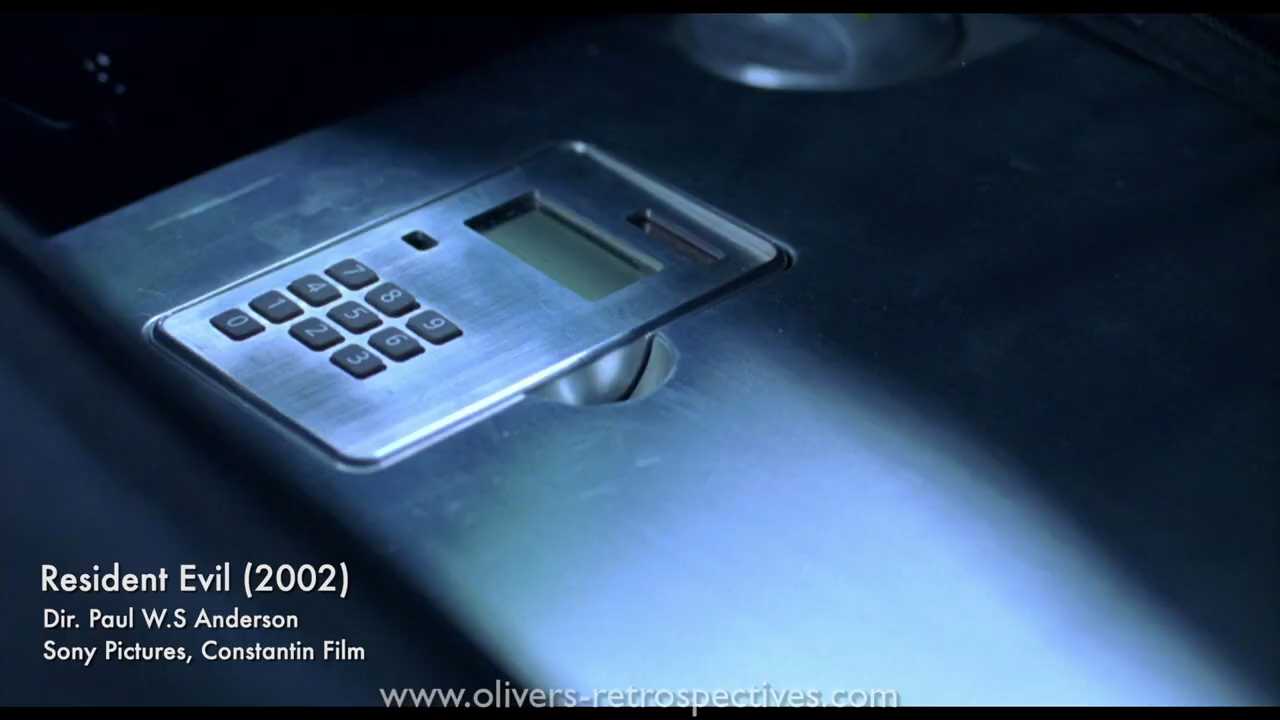 7
4
8
1
5
9
0
2
6
3
Resident Evil (2002)
Dir. Paul W.S Anderson
Sony Pictures, Constantin Film
www.olivers-retrospectives.com